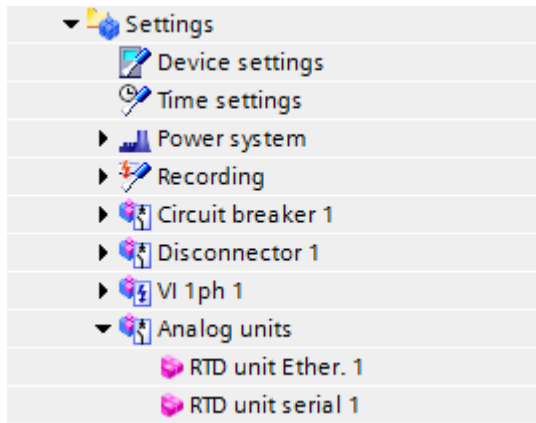 Settings
Device settings
Time settings
Power system
Recording
Circuit breaker 1
Disconnector 1
VI 1ph 1
Analog units
RTD unit Ether. 1
RTD unit serial 1